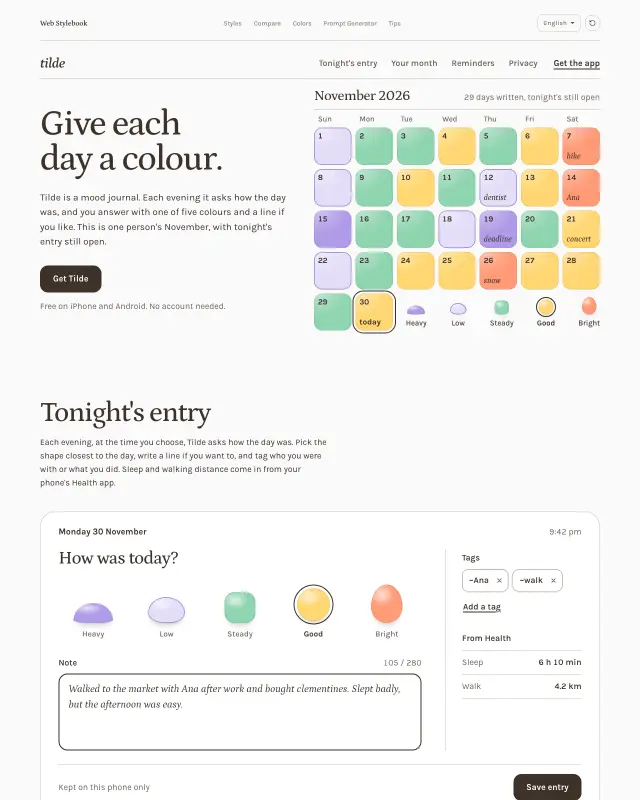 Web Stylebook
Styles Compare Colors Prompt Generator Tips
English
tilde
Tonight's entry Your month Reminders Privacy Get the app
Give each
day a colour.
Tilde is a mood journal. Each evening it asks how the day
was, and you answer with one of five colours and a line if
you like. This is one person's November, with tonight's
entry still open.
Get Tilde
Free on iPhone and Android. No account needed.
November 2026
29 days written, tonight's still open
Sun Mon Tue Wed Thu Fri Sat
1 2 3 4 5 6 7
hike
8 9 10 11 12 13 14
dentist Ana
15 16 17 18 19 20 21
deadline concert
22 23 24 25 26 27 28
snow
29 30
today
Heavy Low Steady Good Bright
Tonight's entry
Each evening, at the time you choose, Tilde asks how the day was. Pick the
shape closest to the day, write a line if you want to, and tag who you were
with or what you did. Sleep and walking distance come in from your
phone's Health app.
Monday 30 November
9:42 pm
How was today?
Heavy Low Steady Good Bright
Note
105 / 280
Walked to the market with Ana after work and bought clementines. Slept badly,
but the afternoon was easy.
Tags
~Ana × ~walk ×
Add a tag
From Health
Sleep 6 h 10 min
Walk 4.2 km
Kept on this phone only
Save entry